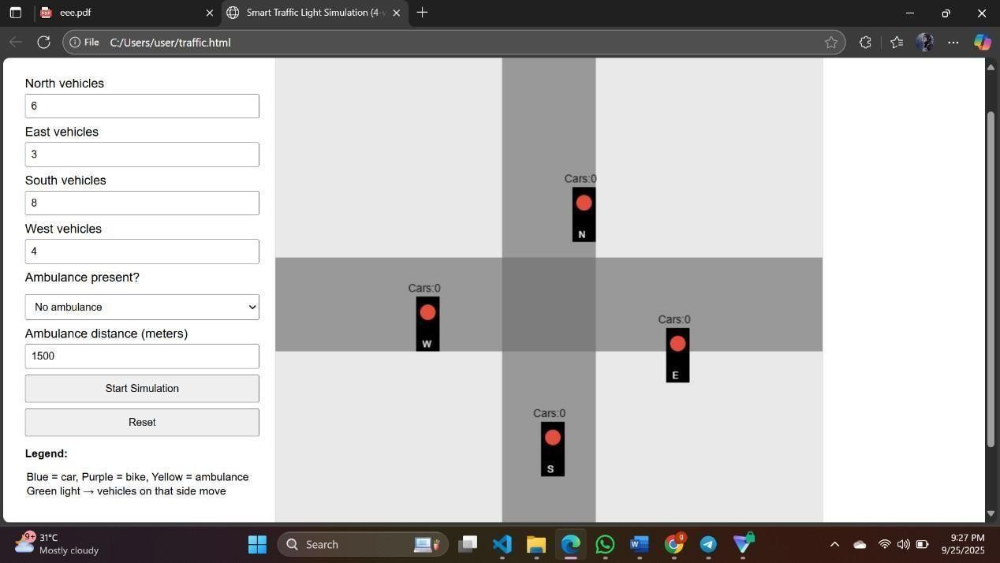 eee.pdf
Smart Traffic Light Simulation (4-
File
C:/Users/user/traffic.html
North vehicles
6
East vehicles
3
South vehicles
8
West vehicles
4
Ambulance present?
No ambulance
Ambulance distance (meters)
1500
Start Simulation
Reset
Legend:
Blue = car, Purple = bike, Yellow = ambulance
Green light → vehicles on that side move
Cars:0
N
Cars:0
W
Cars:0
E
Cars:0
S
9+
31°C
Mostly cloudy
Search
9:27 PM
9/25/2025